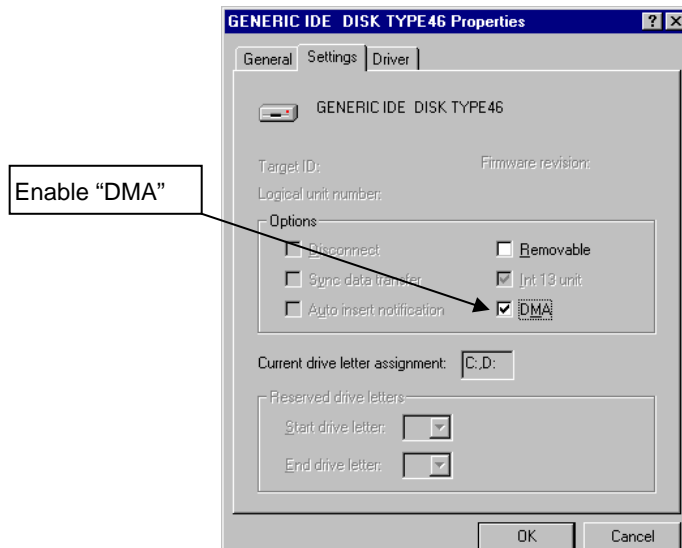 GENERIC IDE  DISK TYPE46 Properties
General Settings Driver
GENERIC IDE  DISK TYPE46
Target ID: Firmware revision:
Logical unit number:
Enable “DMA”
Options
Disconnect Removable
Sync data transfer Int 13 unit
Auto insert notification DMA
Current drive letter assignment: C:,D:
Reserved drive letters
Start drive letter:
End drive letter:
OK Cancel